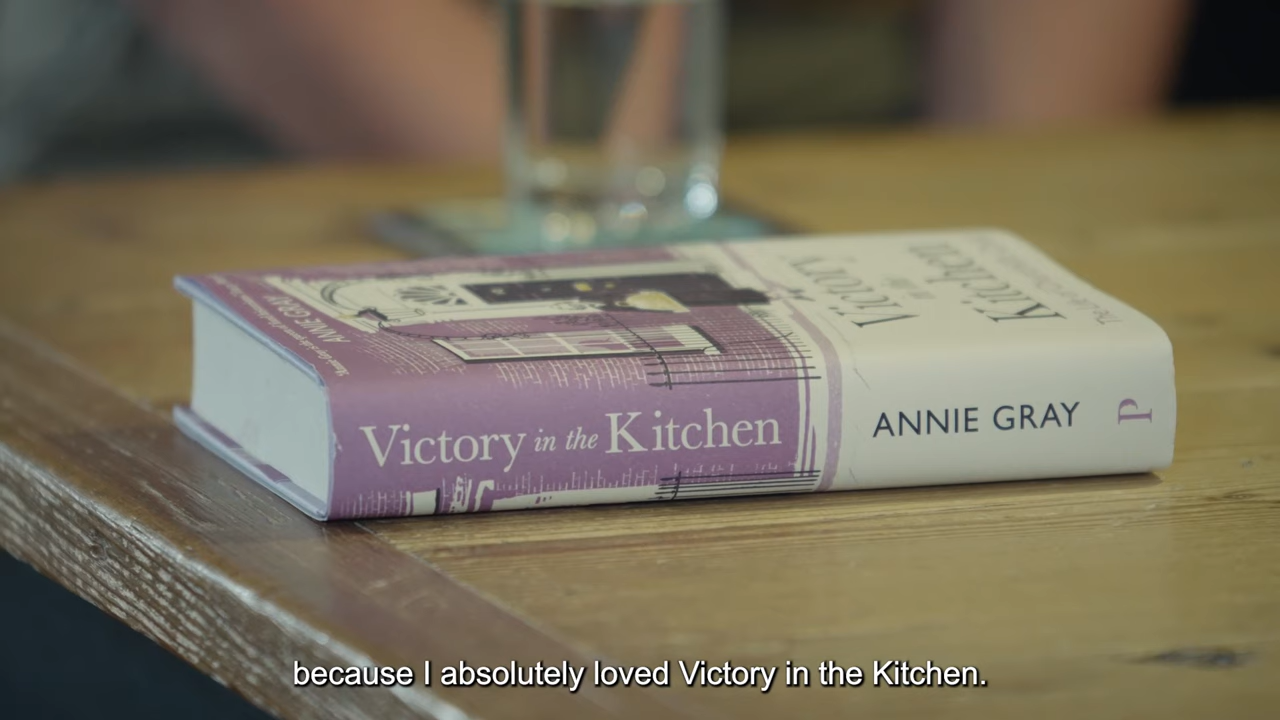 Victory
in the
Kitchen
ANNIE GRAY
Victory in the Kitchen
ANNIE GRAY
P
because I absolutely loved Victory in the Kitchen.